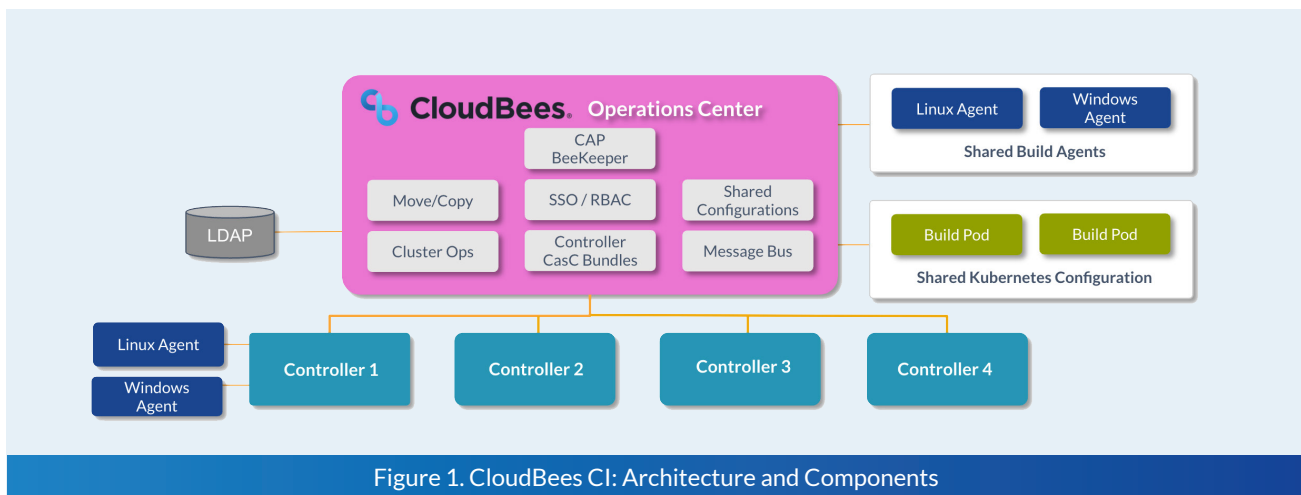 CloudBees. Operations Center
CAP
BeeKeeper
Move/Copy
SSO / RBAC
Shared
Configurations
Cluster Ops
Controller
CasC Bundles
Message Bus
LDAP
Linux Agent
Windows
Agent
Shared Build Agents
Build Pod
Build Pod
Shared Kubernetes Configuration
Linux Agent
Windows
Agent
Controller 1
Controller 2
Controller 3
Controller 4
Figure 1. CloudBees CI: Architecture and Components